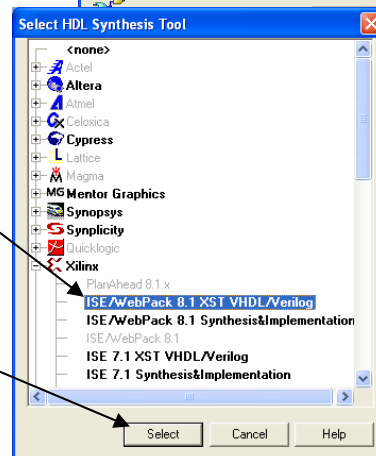 Select HDL Synthesis Tool
<none>
Actel
Altera
Atmel
Celoxica
Cypress
Lattice
Magma
MG Mentor Graphics
Synopsys
Synplicity
Quicklogic
Xilinx
PlanAhead 8.1.x
ISE/WebPack 8.1 XST VHDL/Verilog
ISE/WebPack 8.1 Synthesis&Implementation
ISE/WebPack 8.1
ISE 7.1 XST VHDL/Verilog
ISE 7.1 Synthesis&Implementation
Select Cancel Help